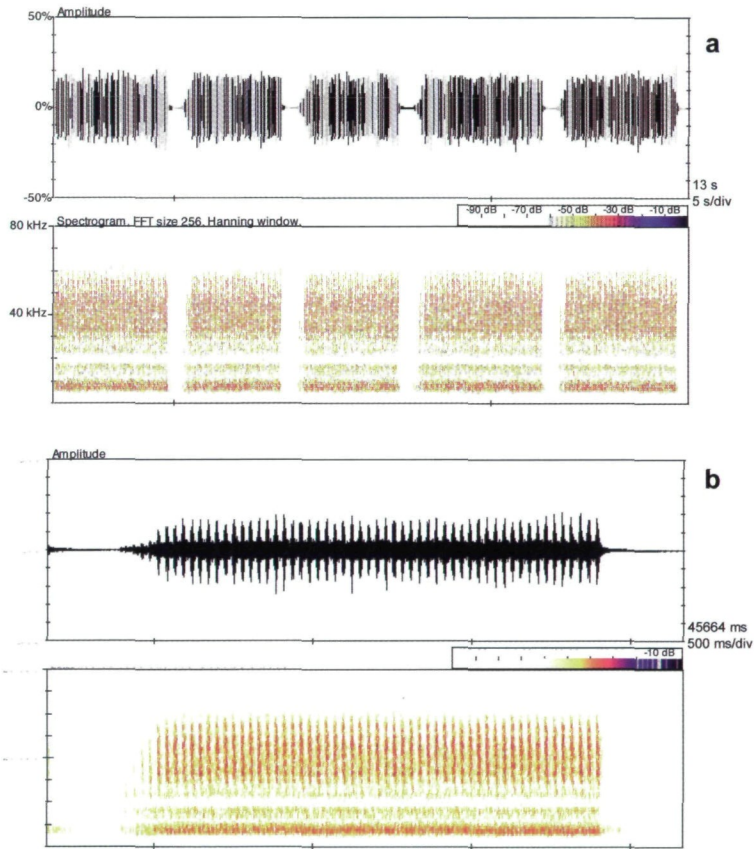 Amplitude
50%
a
0%
-50%
13 s
5 s/div
-90 dB -70 dB -50 dB -30 dB -10 dB
80 kHz
Spectrogram, FFT size 256, Hanning window.
40 kHz
Amplitude
b
45664 ms
500 ms/div
-10 dB